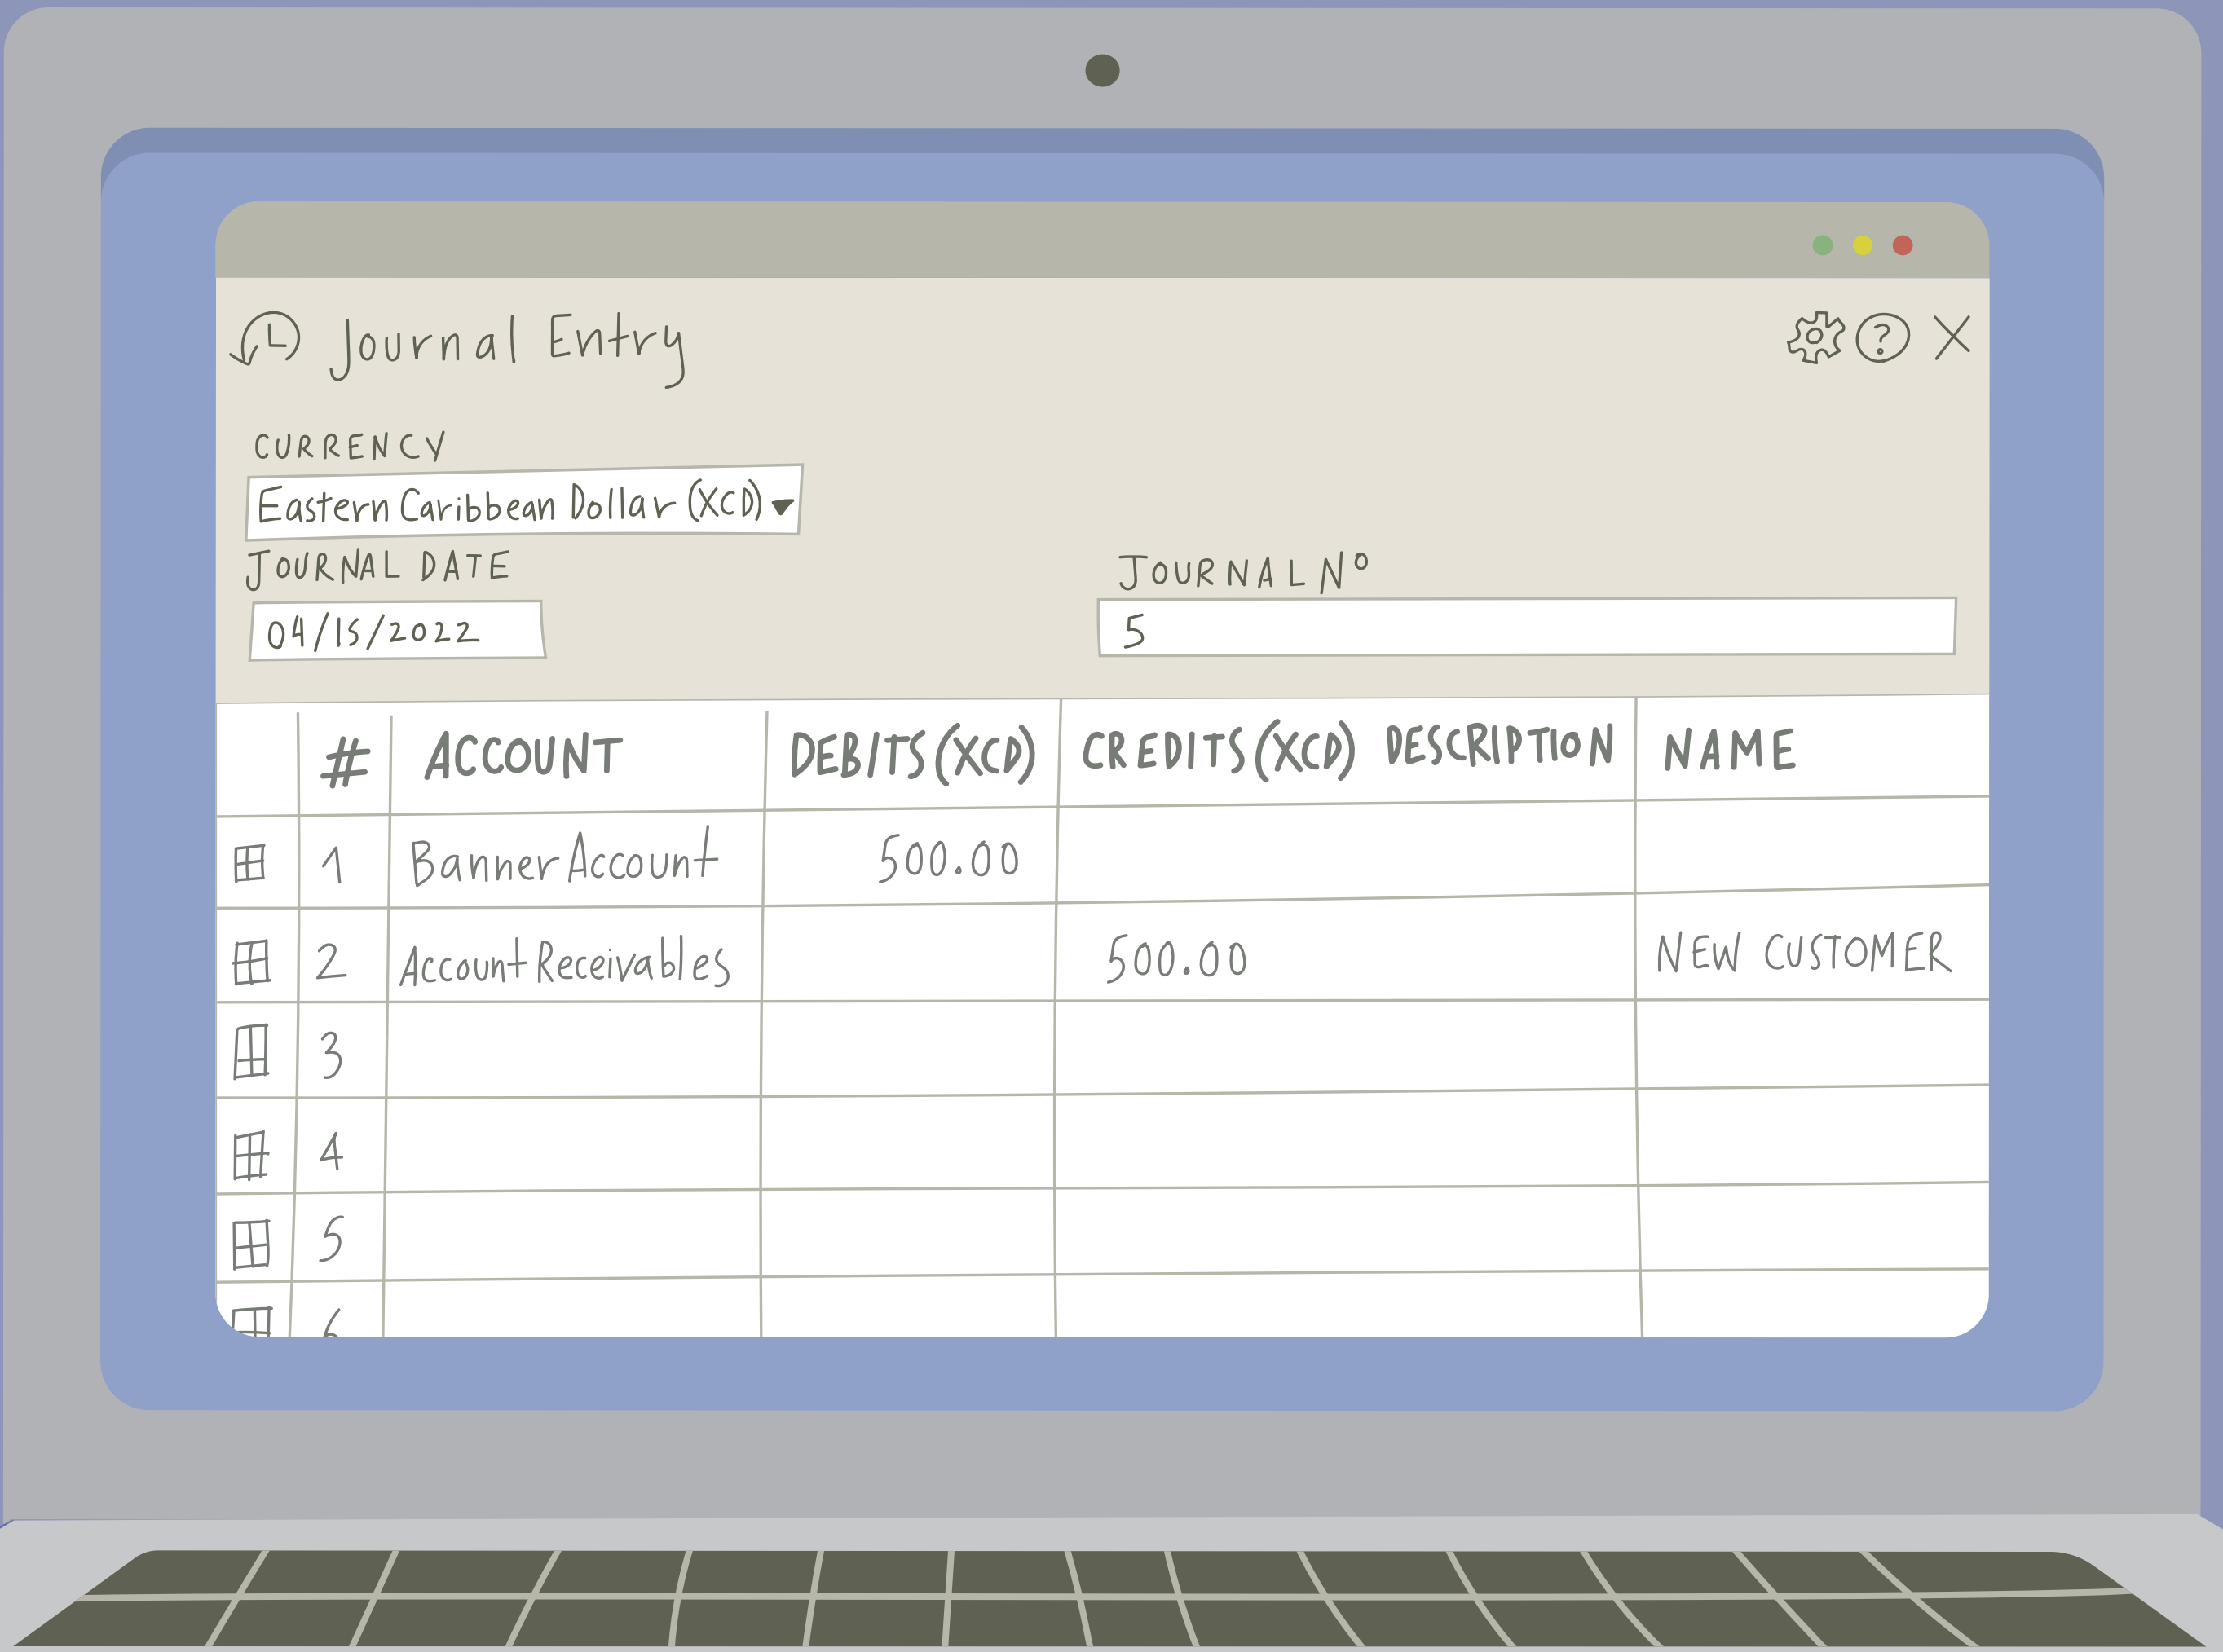 Journal Entry ?
CURRENCY
Eastern Caribbean Dollar (XCD)
JOURNAL DATE
JOURNAL Nº
04/15/2022
5
# ACCOUNT DEBITS(XCD) CREDITS(XCD) DESCRIPTION NAME
1 Banner Account 500.00
2 Account Receivables 500.00 NEW CUSTOMER
3
4
5
6